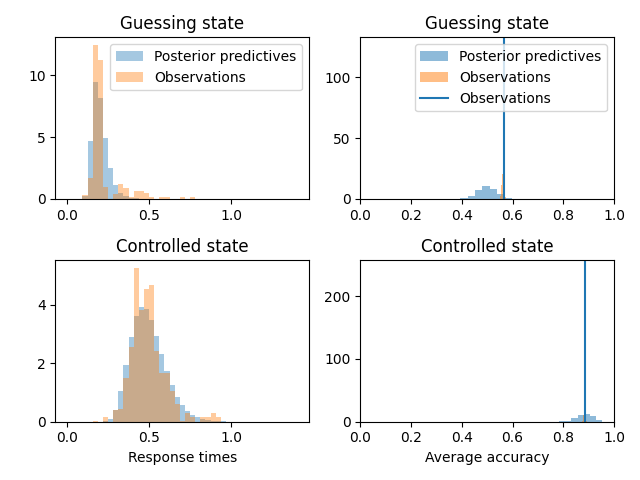 Guessing state
Guessing state
Posterior predictives
Observations
Posterior predictives
Observations
Observations
10
5
0
0.0 0.5 1.0
100
50
0
0.0 0.2 0.4 0.6 0.8 1.0
Controlled state
Controlled state
4
2
0
0.0 0.5 1.0
Response times
200
100
0
0.0 0.2 0.4 0.6 0.8 1.0
Average accuracy